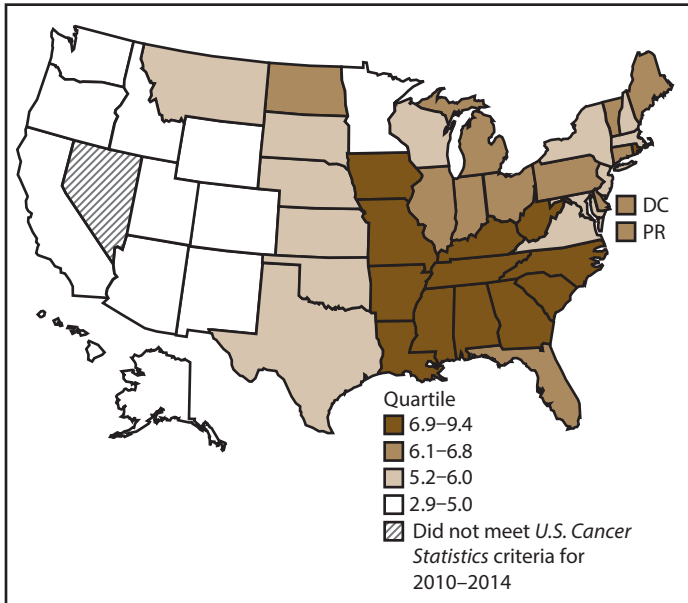 DC
PR
Quartile
6.9–9.4
6.1–6.8
5.2–6.0
2.9–5.0
Did not meet U.S. Cancer
Statistics criteria for
2010–2014